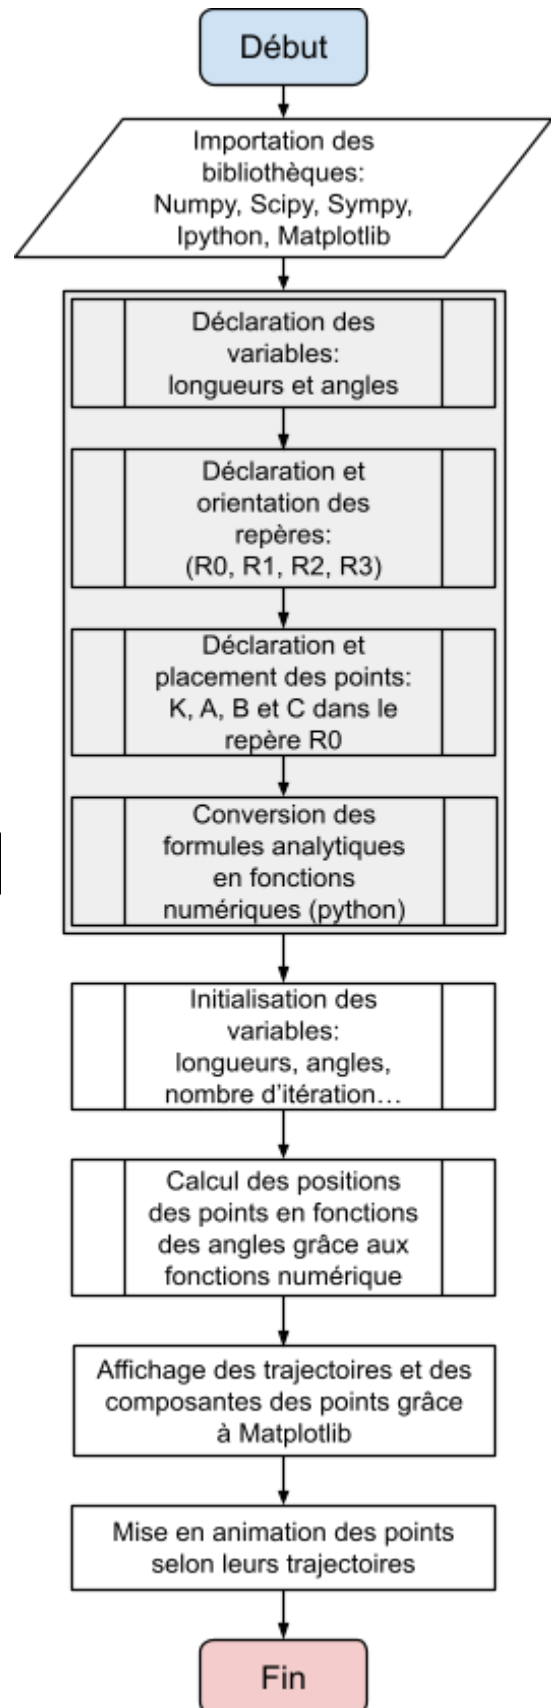 Début
Importation des
bibliothèques:
Numpy, Scipy, Sympy,
Ipython, Matplotlib
Déclaration des
variables:
longueurs et angles
Déclaration et
orientation des
repères:
(R0, R1, R2, R3)
Déclaration et
placement des points:
K, A, B et C dans le
repère R0
Conversion des
formules analytiques
en fonctions
numériques (python)
Initialisation des
variables:
longueurs, angles,
nombre d'itération…
Calcul des positions
des points en fonctions
des angles grâce aux
fonctions numérique
Affichage des trajectoires et des
composantes des points grâce
à Matplotlib
Mise en animation des points
selon leurs trajectoires
Fin